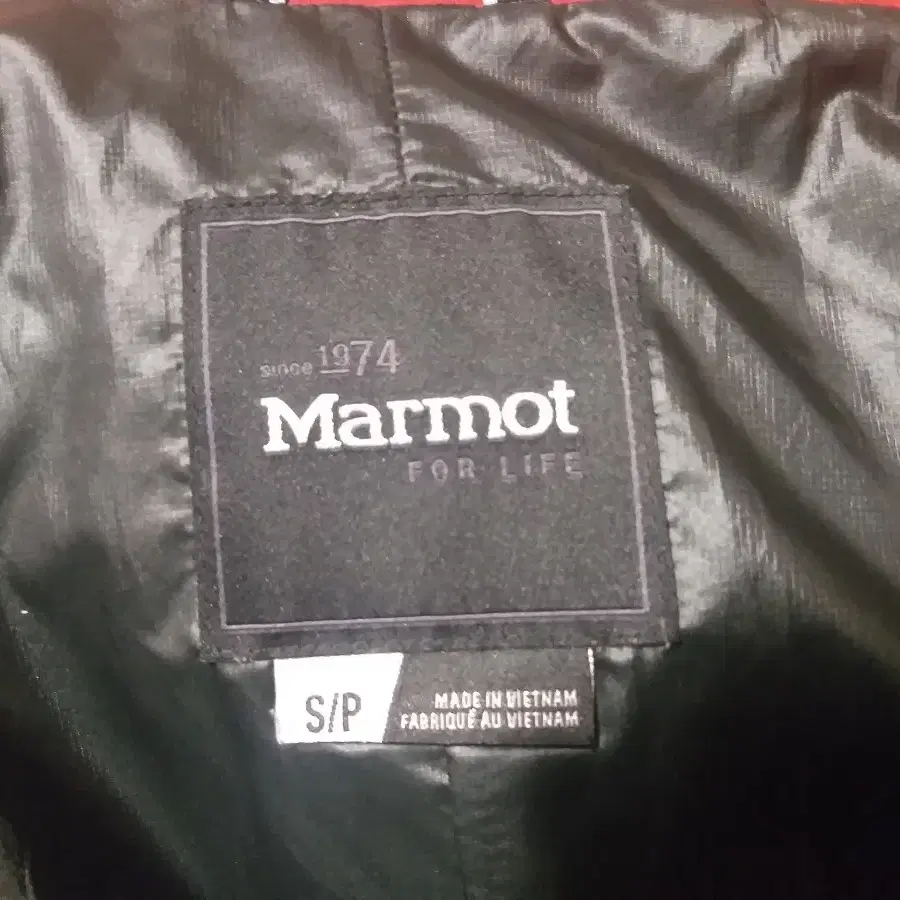 since 1974
Marmot
FOR LIFE
S/P
MADE IN VIETNAM
FABRIQUÉ AU VIETNAM